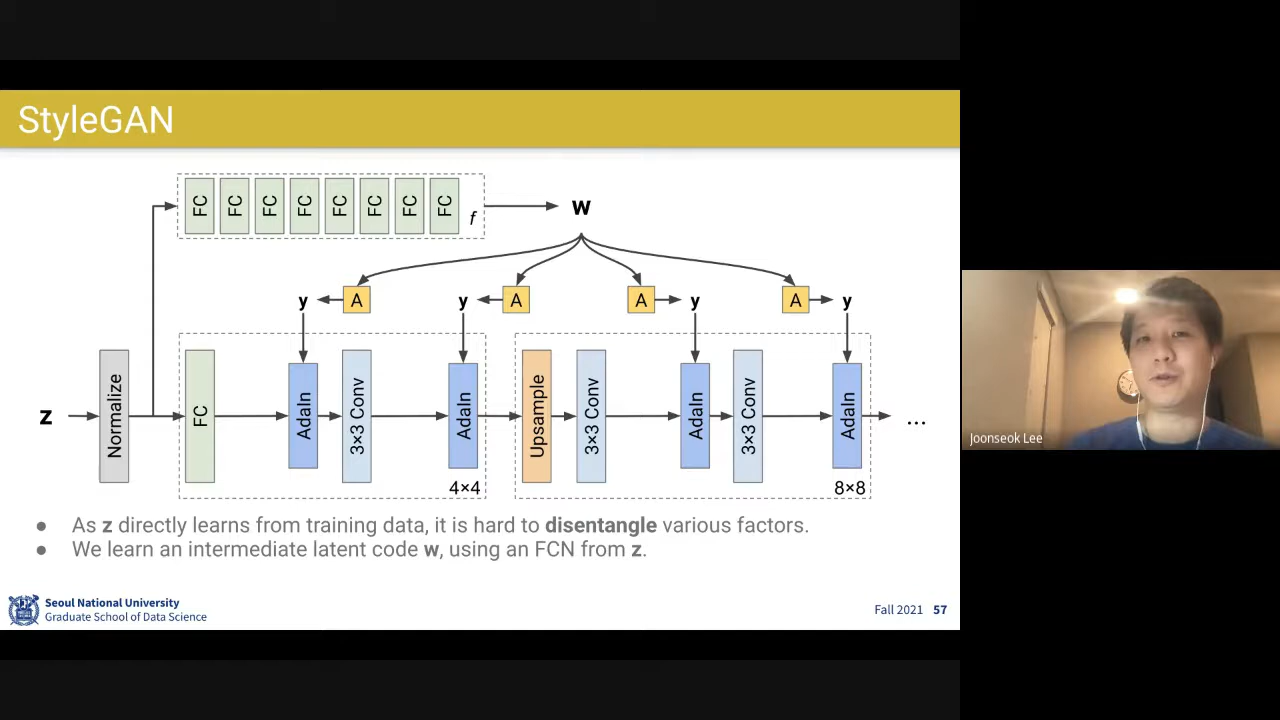 StyleGAN
FC FC FC FC FC FC FC FC f
w
y A y A A y A y
z Normalize FC AdaIn 3×3 Conv AdaIn Upsample 3×3 Conv AdaIn 3×3 Conv AdaIn ...
4×4 8×8
● As z directly learns from training data, it is hard to disentangle various factors.
● We learn an intermediate latent code w, using an FCN from z.
Seoul National University
Graduate School of Data Science
Fall 2021 57
Joonseok Lee